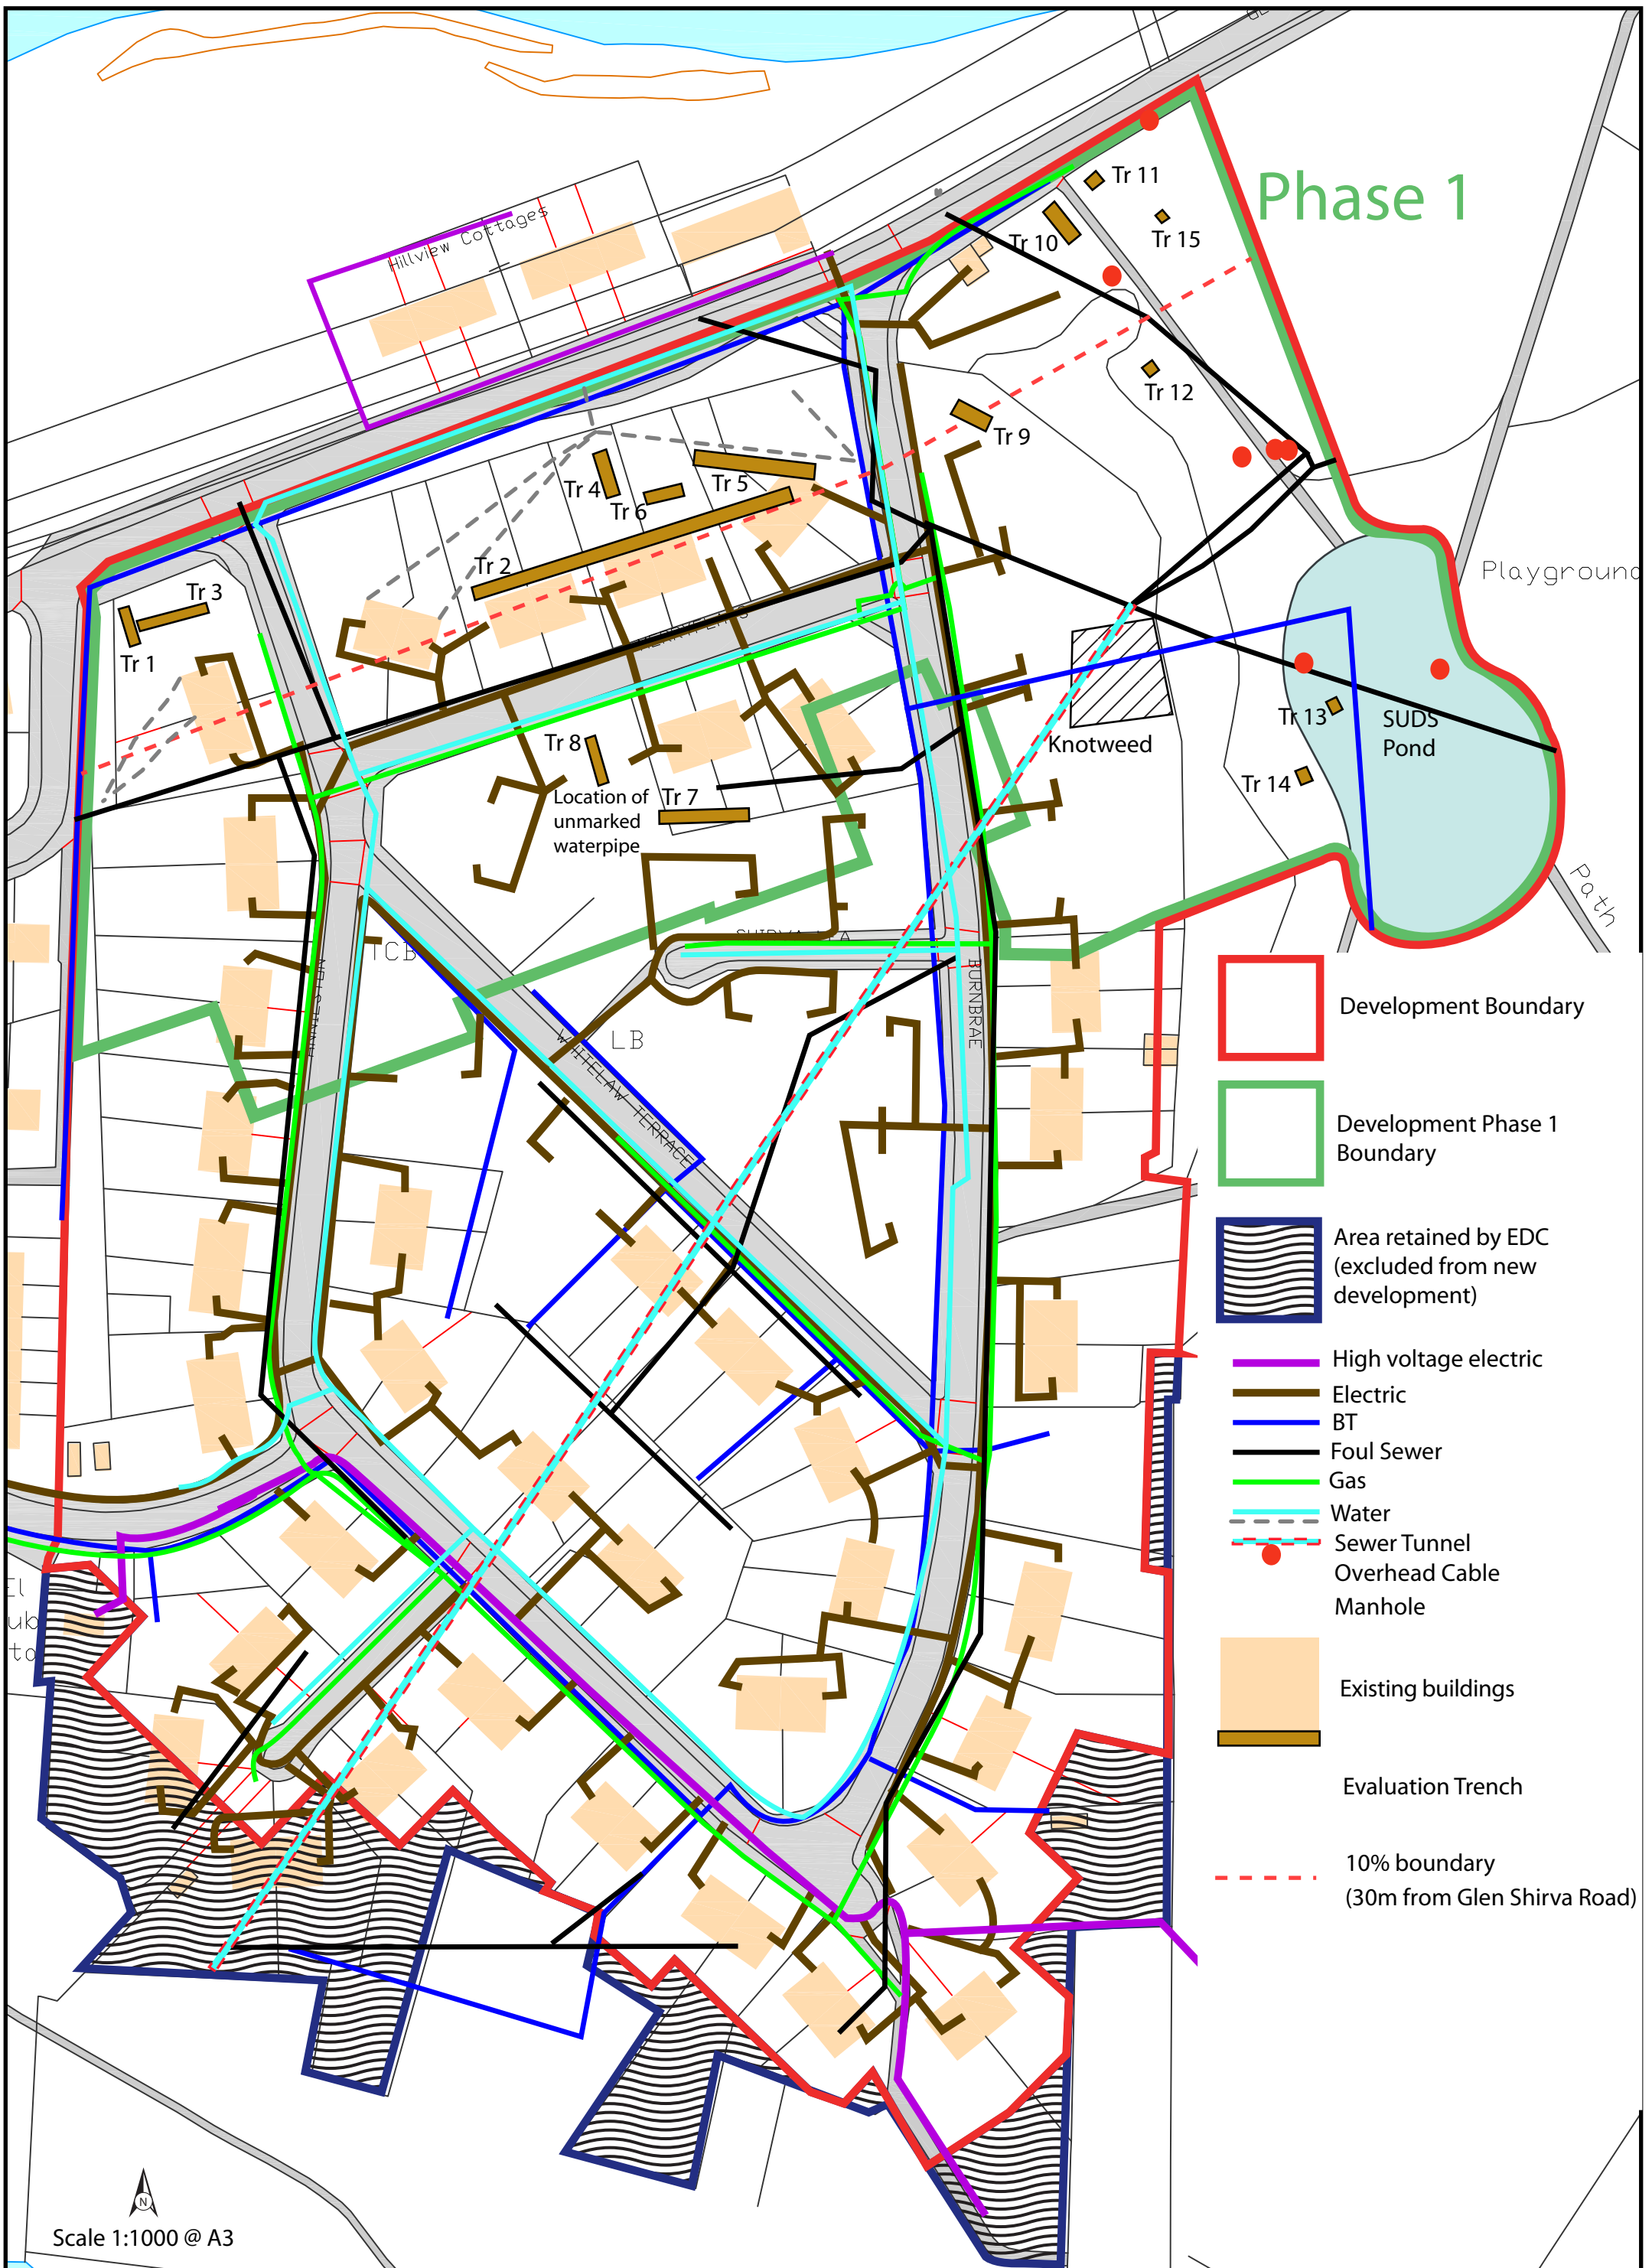 GL
Phase 1
Hillview Cottages
Tr 11
Tr 10
Tr 15
Tr 12
Tr 9
Tr 4
Tr 5
Tr 6
Tr 2
Tr 3
Tr 1
Playground
Tr 8
Location of
unmarked
waterpipe
Tr 7
Knotweed
Tr 13
SUDS
Pond
Tr 14
Path
TCB
LB
WHITELAW TERRACE
BURNBRAE
Development Boundary
Development Phase 1
Boundary
Area retained by EDC
(excluded from new
development)
High voltage electric
Electric
BT
Foul Sewer
Gas
Water
Sewer Tunnel
Overhead Cable
Manhole
Existing buildings
Evaluation Trench
10% boundary
(30m from Glen Shirva Road)
El
ub
N
Scale 1:1000 @ A3